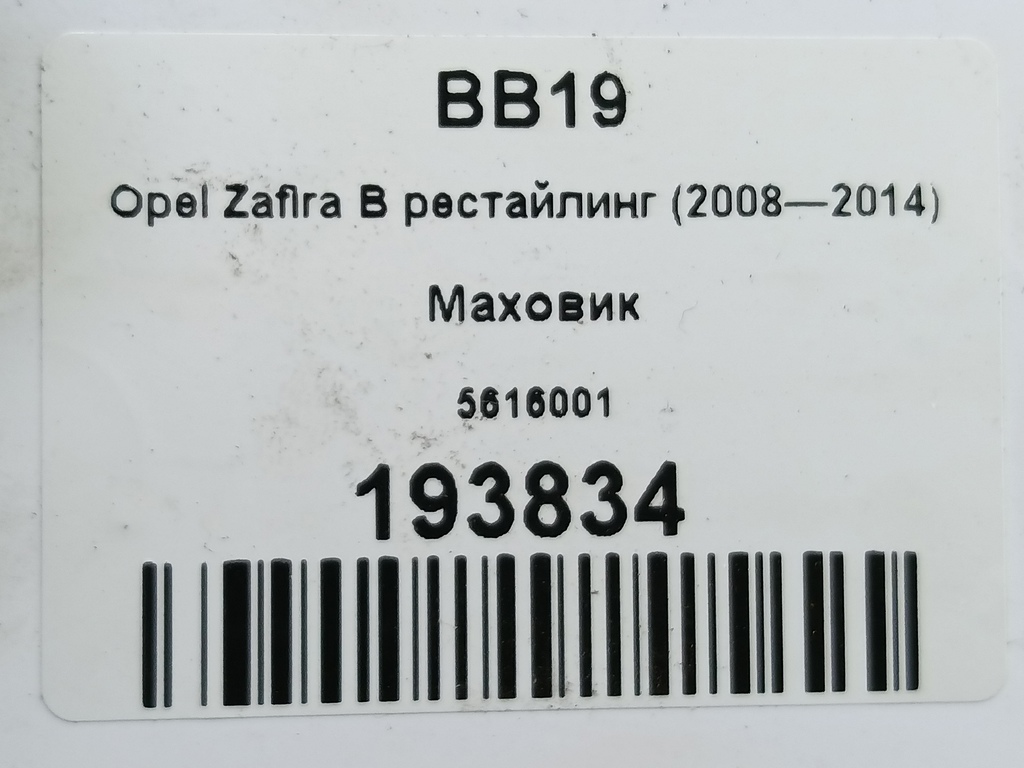 BB19
Opel Zafira B рестайлинг (2008—2014)
Маховик
5616001
193834